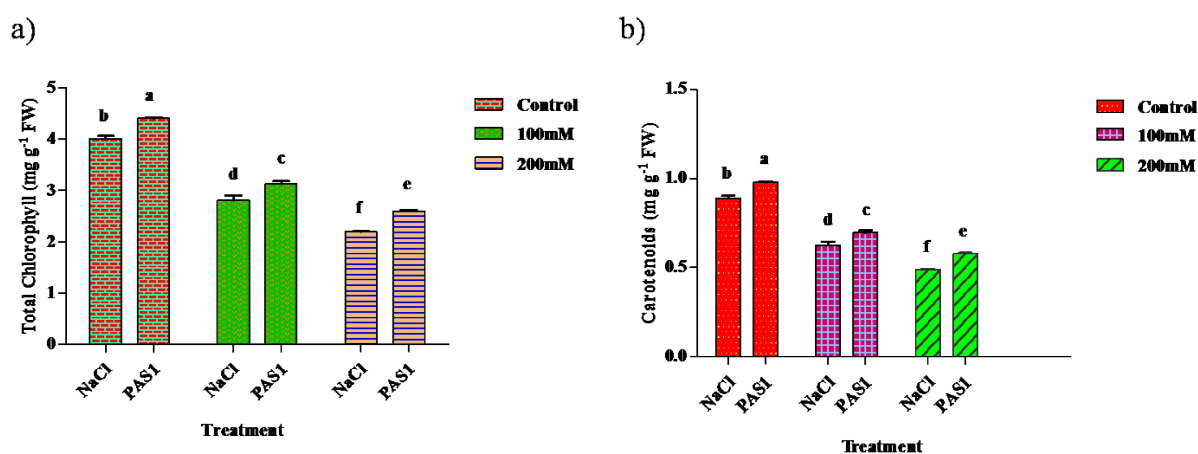 a)
Total Chlorophyll (mg g-1 FW)
5
4
3
2
1
0
b
a
d
c
f
e
NaCl
PAS1
NaCl
PAS1
NaCl
PAS1
Treatment
Control
100mM
200mM
b)
Carotenoids (mg g-1 FW)
1.5
1.0
0.5
0.0
b
a
d
c
f
e
NaCl
PAS1
NaCl
PAS1
NaCl
PAS1
Treatment
Control
100mM
200mM